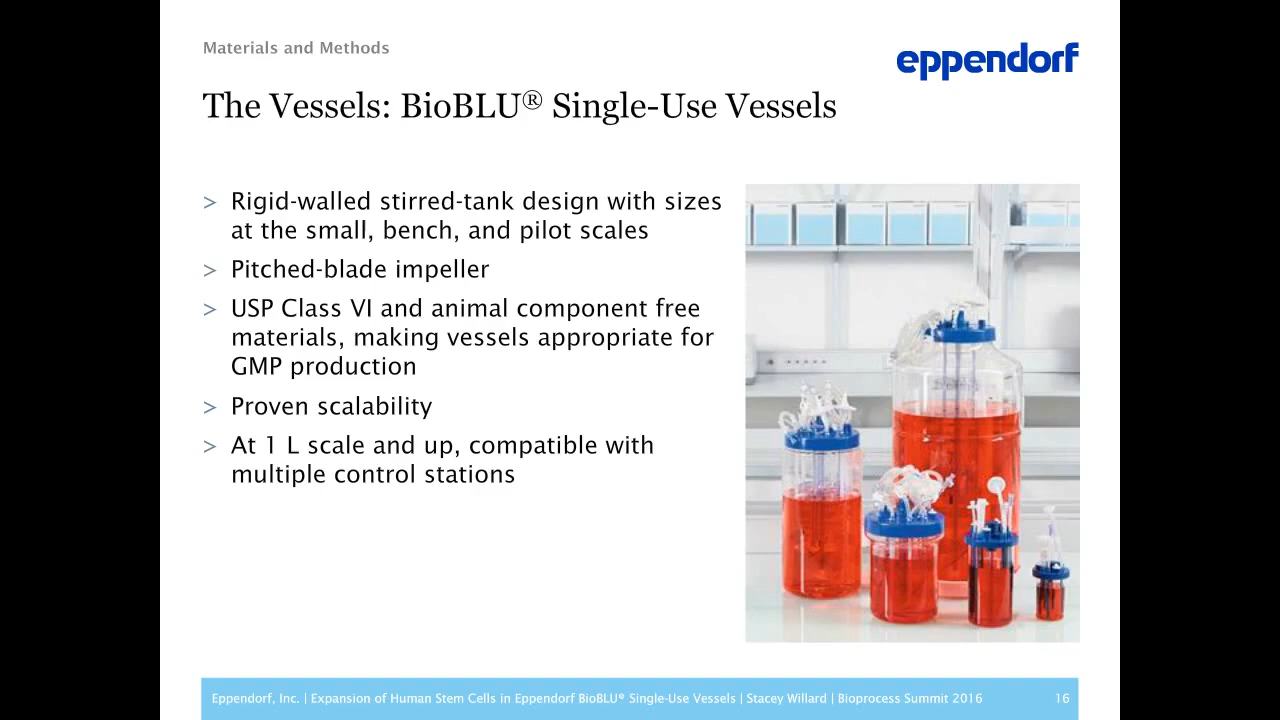 Materials and Methods
eppendorf
The Vessels: BioBLU® Single-Use Vessels
> Rigid-walled stirred-tank design with sizes
at the small, bench, and pilot scales
> Pitched-blade impeller
> USP Class VI and animal component free
materials, making vessels appropriate for
GMP production
> Proven scalability
> At 1 L scale and up, compatible with
multiple control stations
Eppendorf, Inc. | Expansion of Human Stem Cells in Eppendorf BioBLU® Single-Use Vessels | Stacey Willard | Bioprocess Summit 2016 16